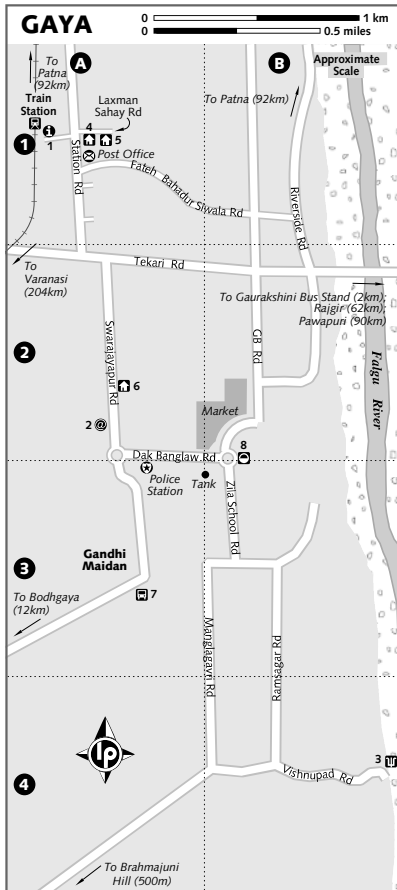 GAYA
0 1 km
0 0.5 miles
A
B
Approximate
Scale
To
Patna
(92km)
Train
Station
Laxman
Sahay Rd
To Patna (92km)
1
i
1
4
5
Post Office
Station Rd
Fateh Bahadur Siwala Rd
Riverside Rd
To
Varanasi
(204km)
Tekari Rd
To Gaurakshini Bus Stand (2km);
Rajgir (62km);
Pawapuri (90km)
2
Swarajayapur Rd
GB Rd
Falgu River
6
Market
2 @
8
Dak Banglaw Rd
Police
Station
Tank
Zila School Rd
3
Gandhi
Maidan
To Bodhgaya
(12km)
7
Manglagavri Rd
Ramsagar Rd
lp
3
4
Vishnupad Rd
To Brahmajuni
Hill (500m)